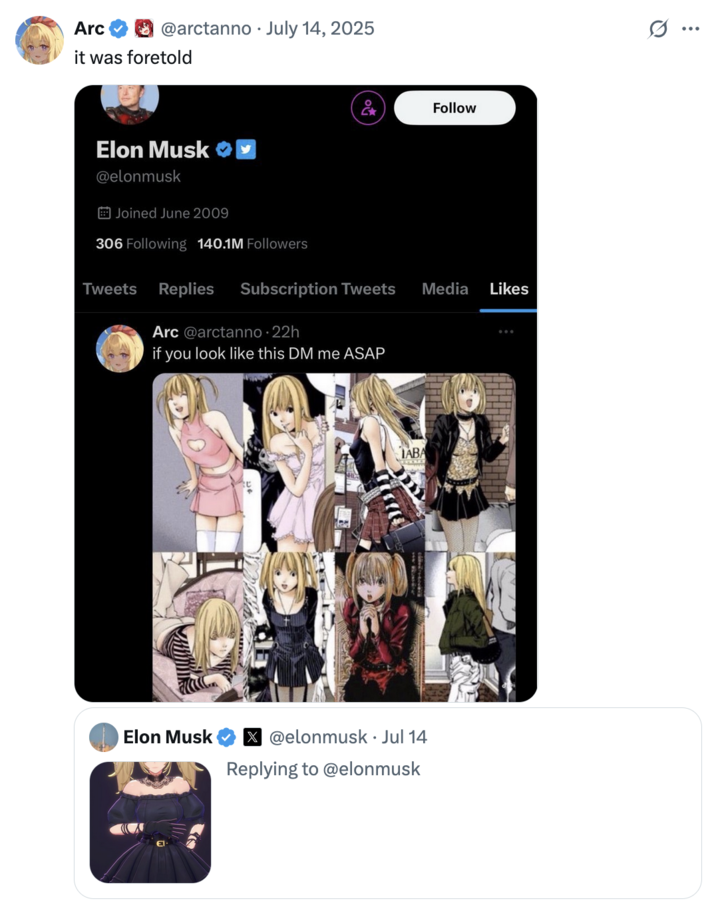 Arc @arctanno · July 14, 2025
it was foretold
Follow
Elon Musk
@elonmusk
Joined June 2009
306 Following 140.1M Followers
Tweets Replies Subscription Tweets Media Likes
Arc @arctanno · 22h
if you look like this DM me ASAP
Elon Musk @elonmusk · Jul 14
Replying to @elonmusk